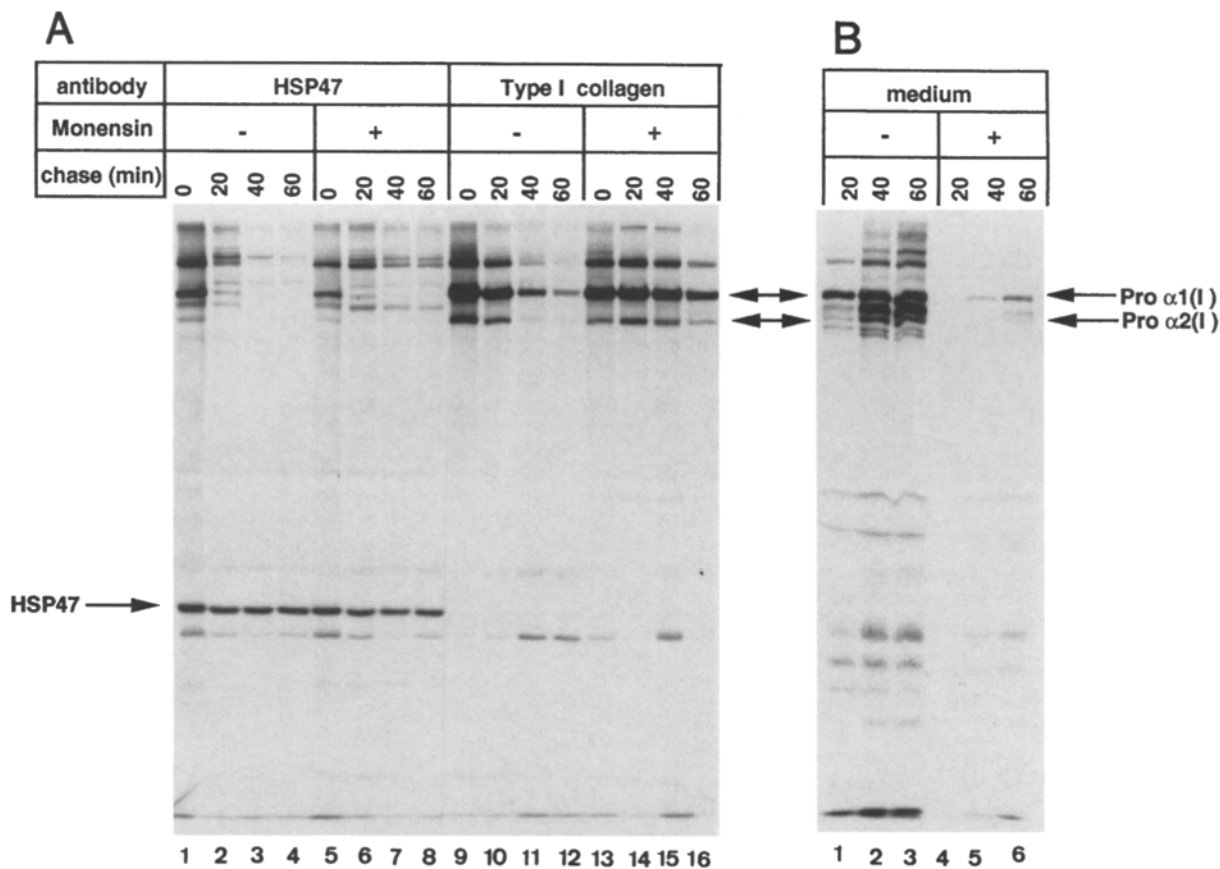 A
antibody HSP47 Type I collagen
Monensin - + - +
chase (min) 0 20 40 60 0 20 40 60 0 20 40 60 0 20 40 60
HSP47
1 2 3 4 5 6 7 8 9 10 11 12 13 14 15 16
B
medium
- +
20 40 60 20 40 60
Pro α1(I)
Pro α2(I)
1 2 3 4 5 6